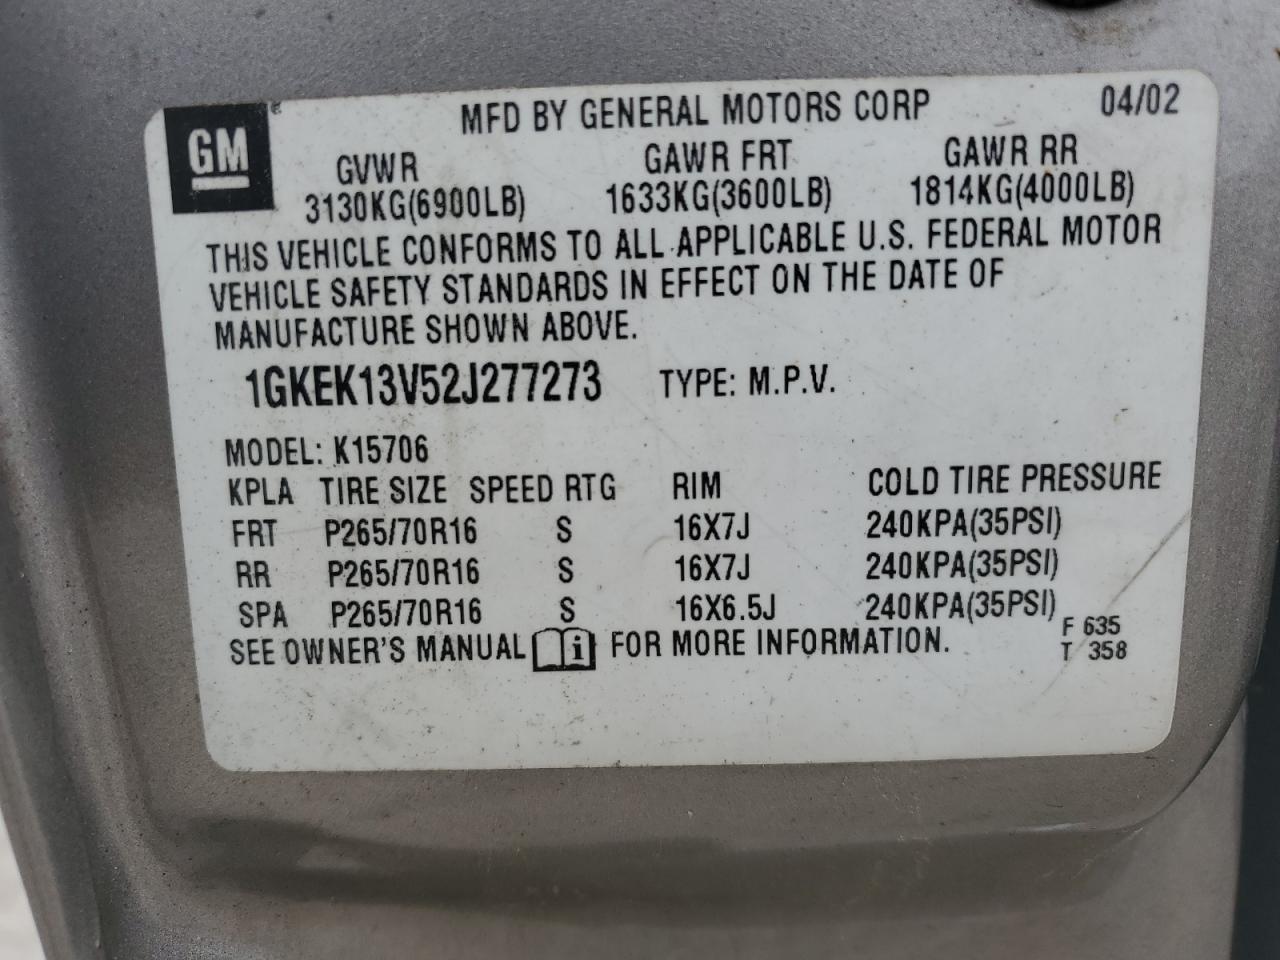 GM
MFD BY GENERAL MOTORS CORP 04/02
GVWR GAWR FRT GAWR RR
3130KG(6900LB) 1633KG(3600LB) 1814KG(4000LB)
THIS VEHICLE CONFORMS TO ALL APPLICABLE U.S. FEDERAL MOTOR
VEHICLE SAFETY STANDARDS IN EFFECT ON THE DATE OF
MANUFACTURE SHOWN ABOVE.
1GKEK13V52J277273 TYPE: M.P.V.
MODEL: K15706
KPLA TIRE SIZE SPEED RTG RIM COLD TIRE PRESSURE
FRT P265/70R16 S 16X7J 240KPA(35PSI)
RR P265/70R16 S 16X7J 240KPA(35PSI)
SPA P265/70R16 S 16X6.5J 240KPA(35PSI)
SEE OWNER'S MANUAL i FOR MORE INFORMATION.
F 635
T 358